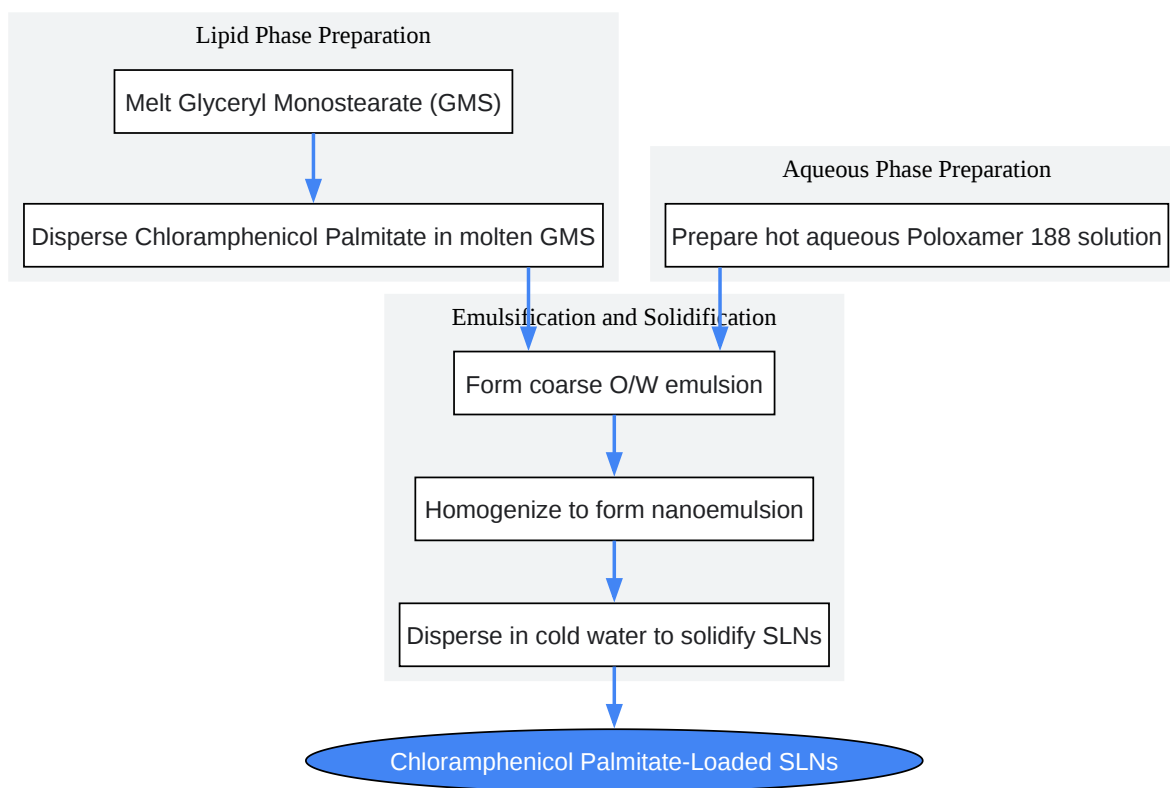 Lipid Phase Preparation
Melt Glyceryl Monostearate (GMS)
Disperse Chloramphenicol Palmitate in molten GMS
Aqueous Phase Preparation
Prepare hot aqueous Poloxamer 188 solution
Emulsification and Solidification
Form coarse O/W emulsion
Homogenize to form nanoemulsion
Disperse in cold water to solidify SLNs
Chloramphenicol Palmitate-Loaded SLNs